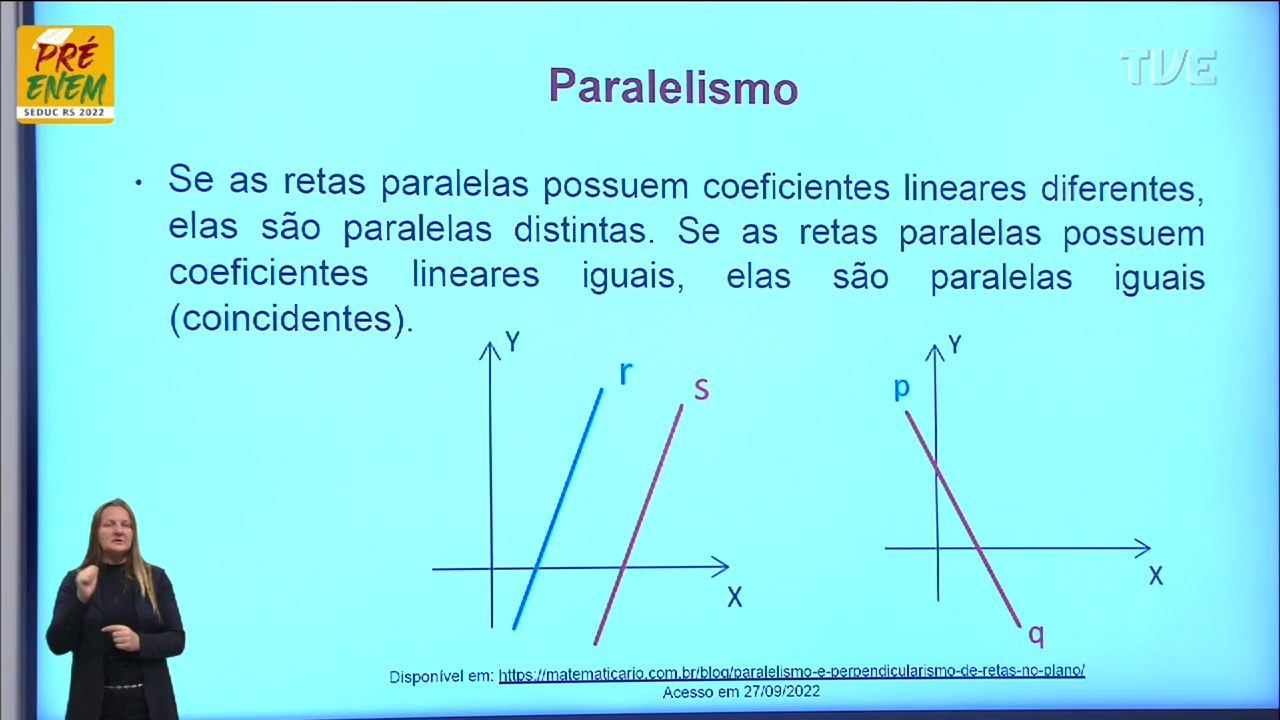 PRÉ
ENEM
SEDUC RS 2022
TVE
Paralelismo
• Se as retas paralelas possuem coeficientes lineares diferentes,
elas são paralelas distintas. Se as retas paralelas possuem
coeficientes lineares iguais, elas são paralelas iguais
(coincidentes).
Y
r
s
X
Y
p
X
q
Disponível em: https://matematicario.com.br/blog/paralelismo-e-perpendicularismo-de-retas-no-plano/
Acesso em 27/09/2022